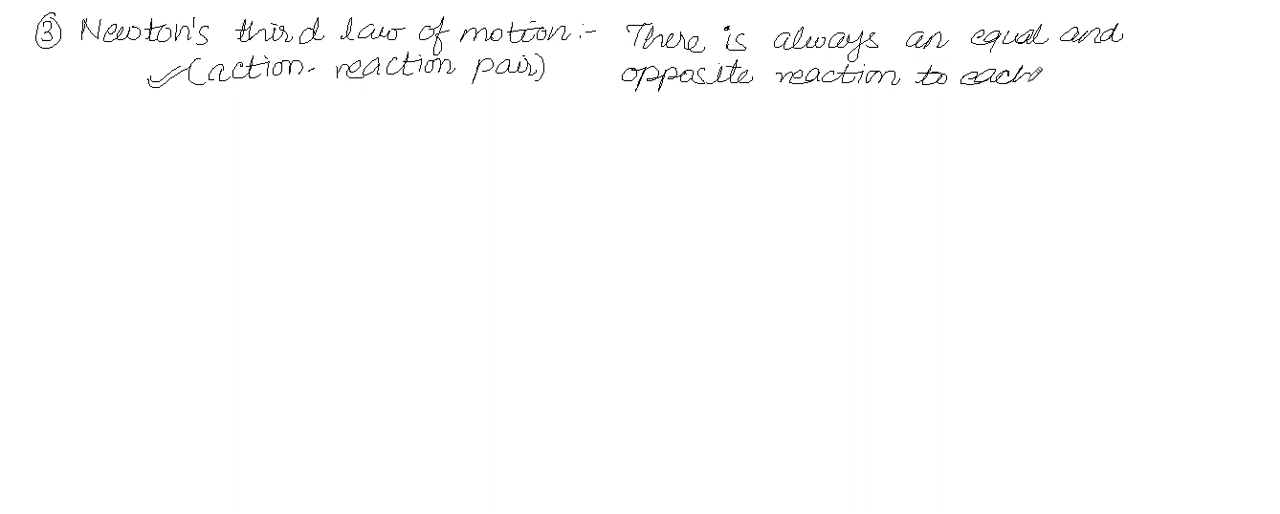 ③ Newton's third law of motion :- There is always an equal and
✓(action-reaction pair) opposite reaction to each